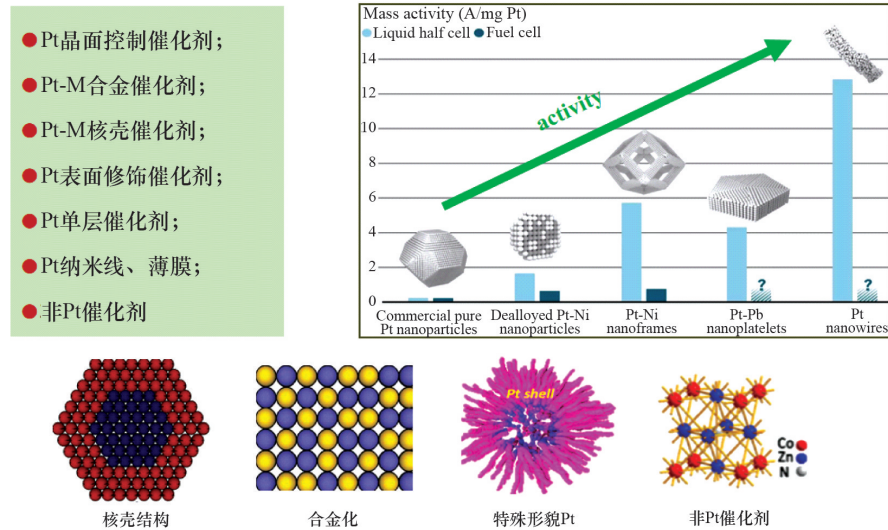 Pt晶面控制催化剂；
Pt-M合金催化剂；
Pt-M核壳催化剂；
Pt表面修饰催化剂；
Pt单层催化剂；
Pt纳米线、薄膜；
非Pt催化剂
Mass activity (A/mg Pt)
Liquid half cell Fuel cell
14
12
10
8
6
4
2
0
activity
? ?
Commercial pure
Pt nanoparticles
Dealloyed Pt-Ni
nanoparticles
Pt-Ni
nanoframes
Pt-Pb
nanoplatelets
Pt
nanowires
Pt shell
Co
Zn
N
核壳结构
合金化
特殊形貌Pt
非Pt催化剂